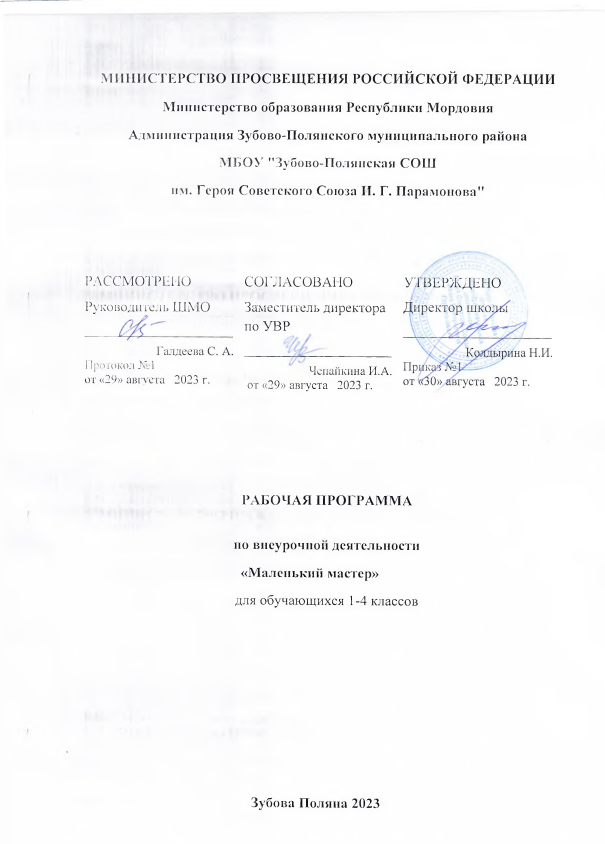 МИНИСТЕРСТВО ПРОСВЕЩЕНИЯ РОССИЙСКОЙ ФЕДЕРАЦИИ
Министерство образования Республики Мордовия
Администрация Зубово-Полянского муниципального района
МБОУ "Зубово-Полянская СОШ
им. Героя Советского Союза И. Г. Парамонова"
РАССМОТРЕНО
Руководитель ШМО
Галдеева С. А.
Протокол №1
от «29» августа 2023 г.
СОГЛАСОВАНО
Заместитель директора
по УВР
Чепайкина И.А.
от «29» августа 2023 г.
УТВЕРЖДЕНО
Директор школы
Колдырина Н.И.
Приказ №1
от «30» августа 2023 г.
РАБОЧАЯ ПРОГРАММА
по внеурочной деятельности
«Маленький мастер»
для обучающихся 1-4 классов
Зубова Поляна 2023